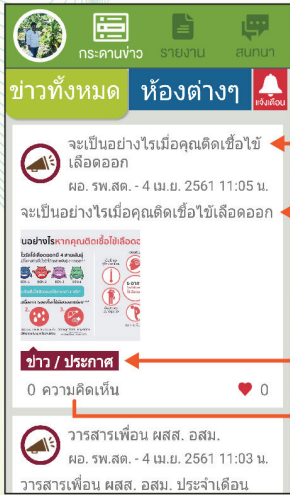 กระดานข่าว รายงาน สนทนา
ข่าวทั้งหมด ห้องต่างๆ แจ้งเตือน
จะเป็นอย่างไรเมื่อคุณติดเชื้อไข้
เลือดออก
ผอ. รพ.สต. - 4 เม.ย. 2561 11:05 น.
จะเป็นอย่างไรเมื่อคุณติดเชื้อไข้เลือดออก
นอย่างไรหากคุณติดเชื้อไข้เลือดอ
ข่าว / ประกาศ
0 ความคิดเห็น 0
วารสารเพื่อน ผสส. อสม.
ผอ. รพ.สต. - 4 เม.ย. 2561 11:03 น.
วารสารเพื่อน ผสส. อสม. ประจำเดือน